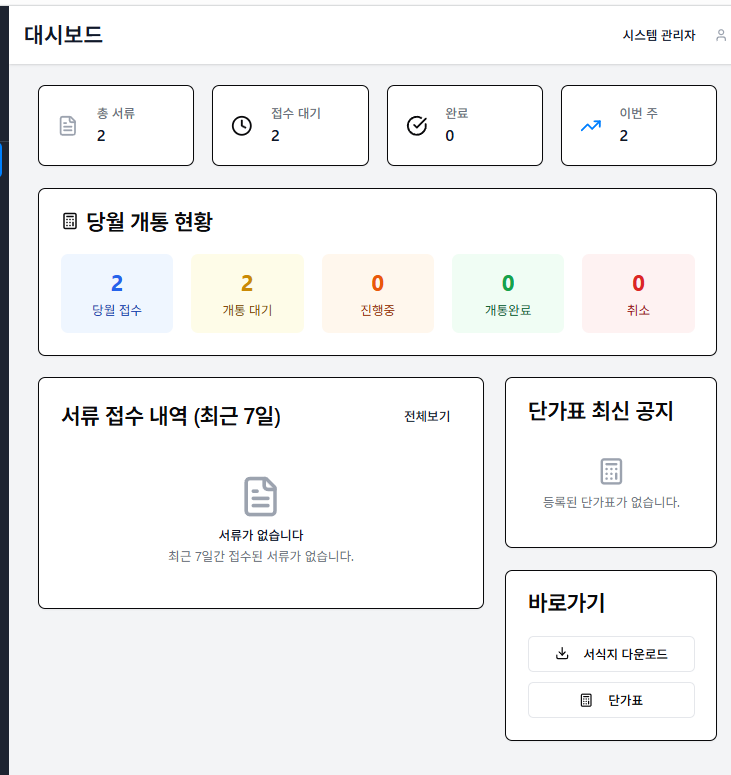 대시보드
시스템 관리자
총 서류
2
접수 대기
2
완료
0
이번 주
2
당월 개통 현황
2
당월 접수
2
개통 대기
0
진행중
0
개통완료
0
취소
서류 접수 내역 (최근 7일)
전체보기
서류가 없습니다
최근 7일간 접수된 서류가 없습니다.
단가표 최신 공지
등록된 단가표가 없습니다.
바로가기
서식지 다운로드
단가표